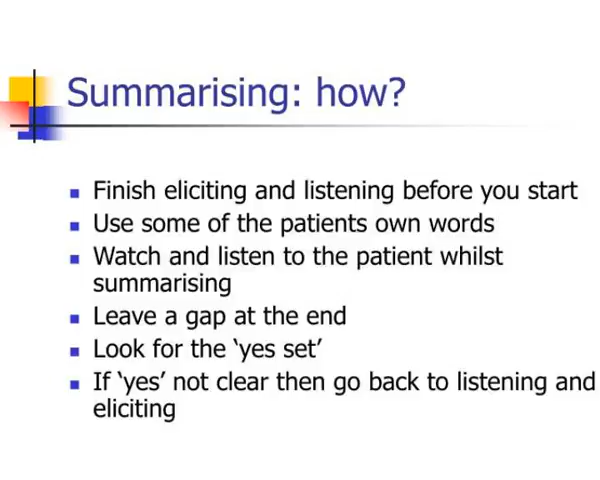 Summarising: how?
Finish eliciting and listening before you start
Use some of the patients own words
Watch and listen to the patient whilst
summarising
Leave a gap at the end
Look for the ‘yes set’
If ‘yes’ not clear then go back to listening and
eliciting